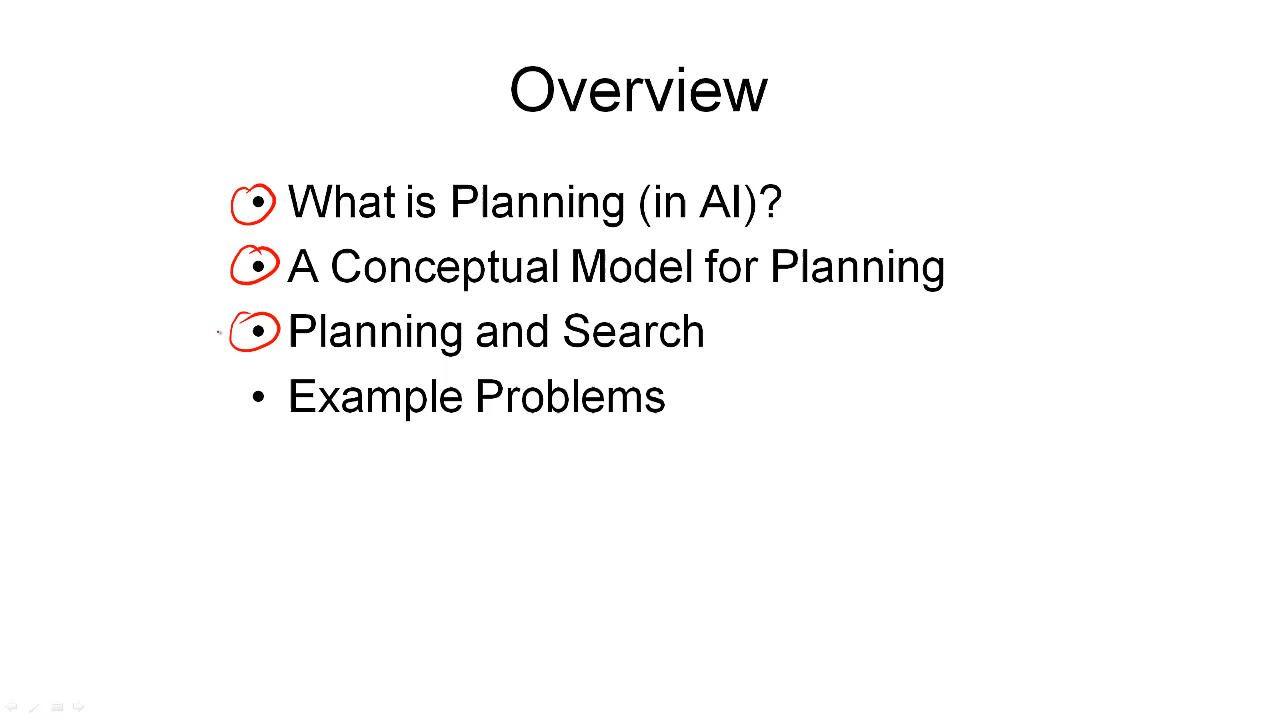 Overview
• What is Planning (in AI)?
• A Conceptual Model for Planning
• Planning and Search
• Example Problems